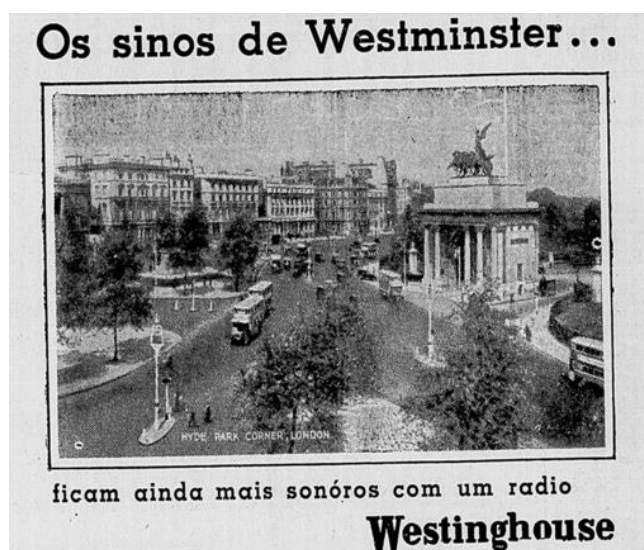 Os sinos de Westminster...
HYDE PARK CORNER, LONDON
ficam ainda mais sonóros com um radio
Westinghouse